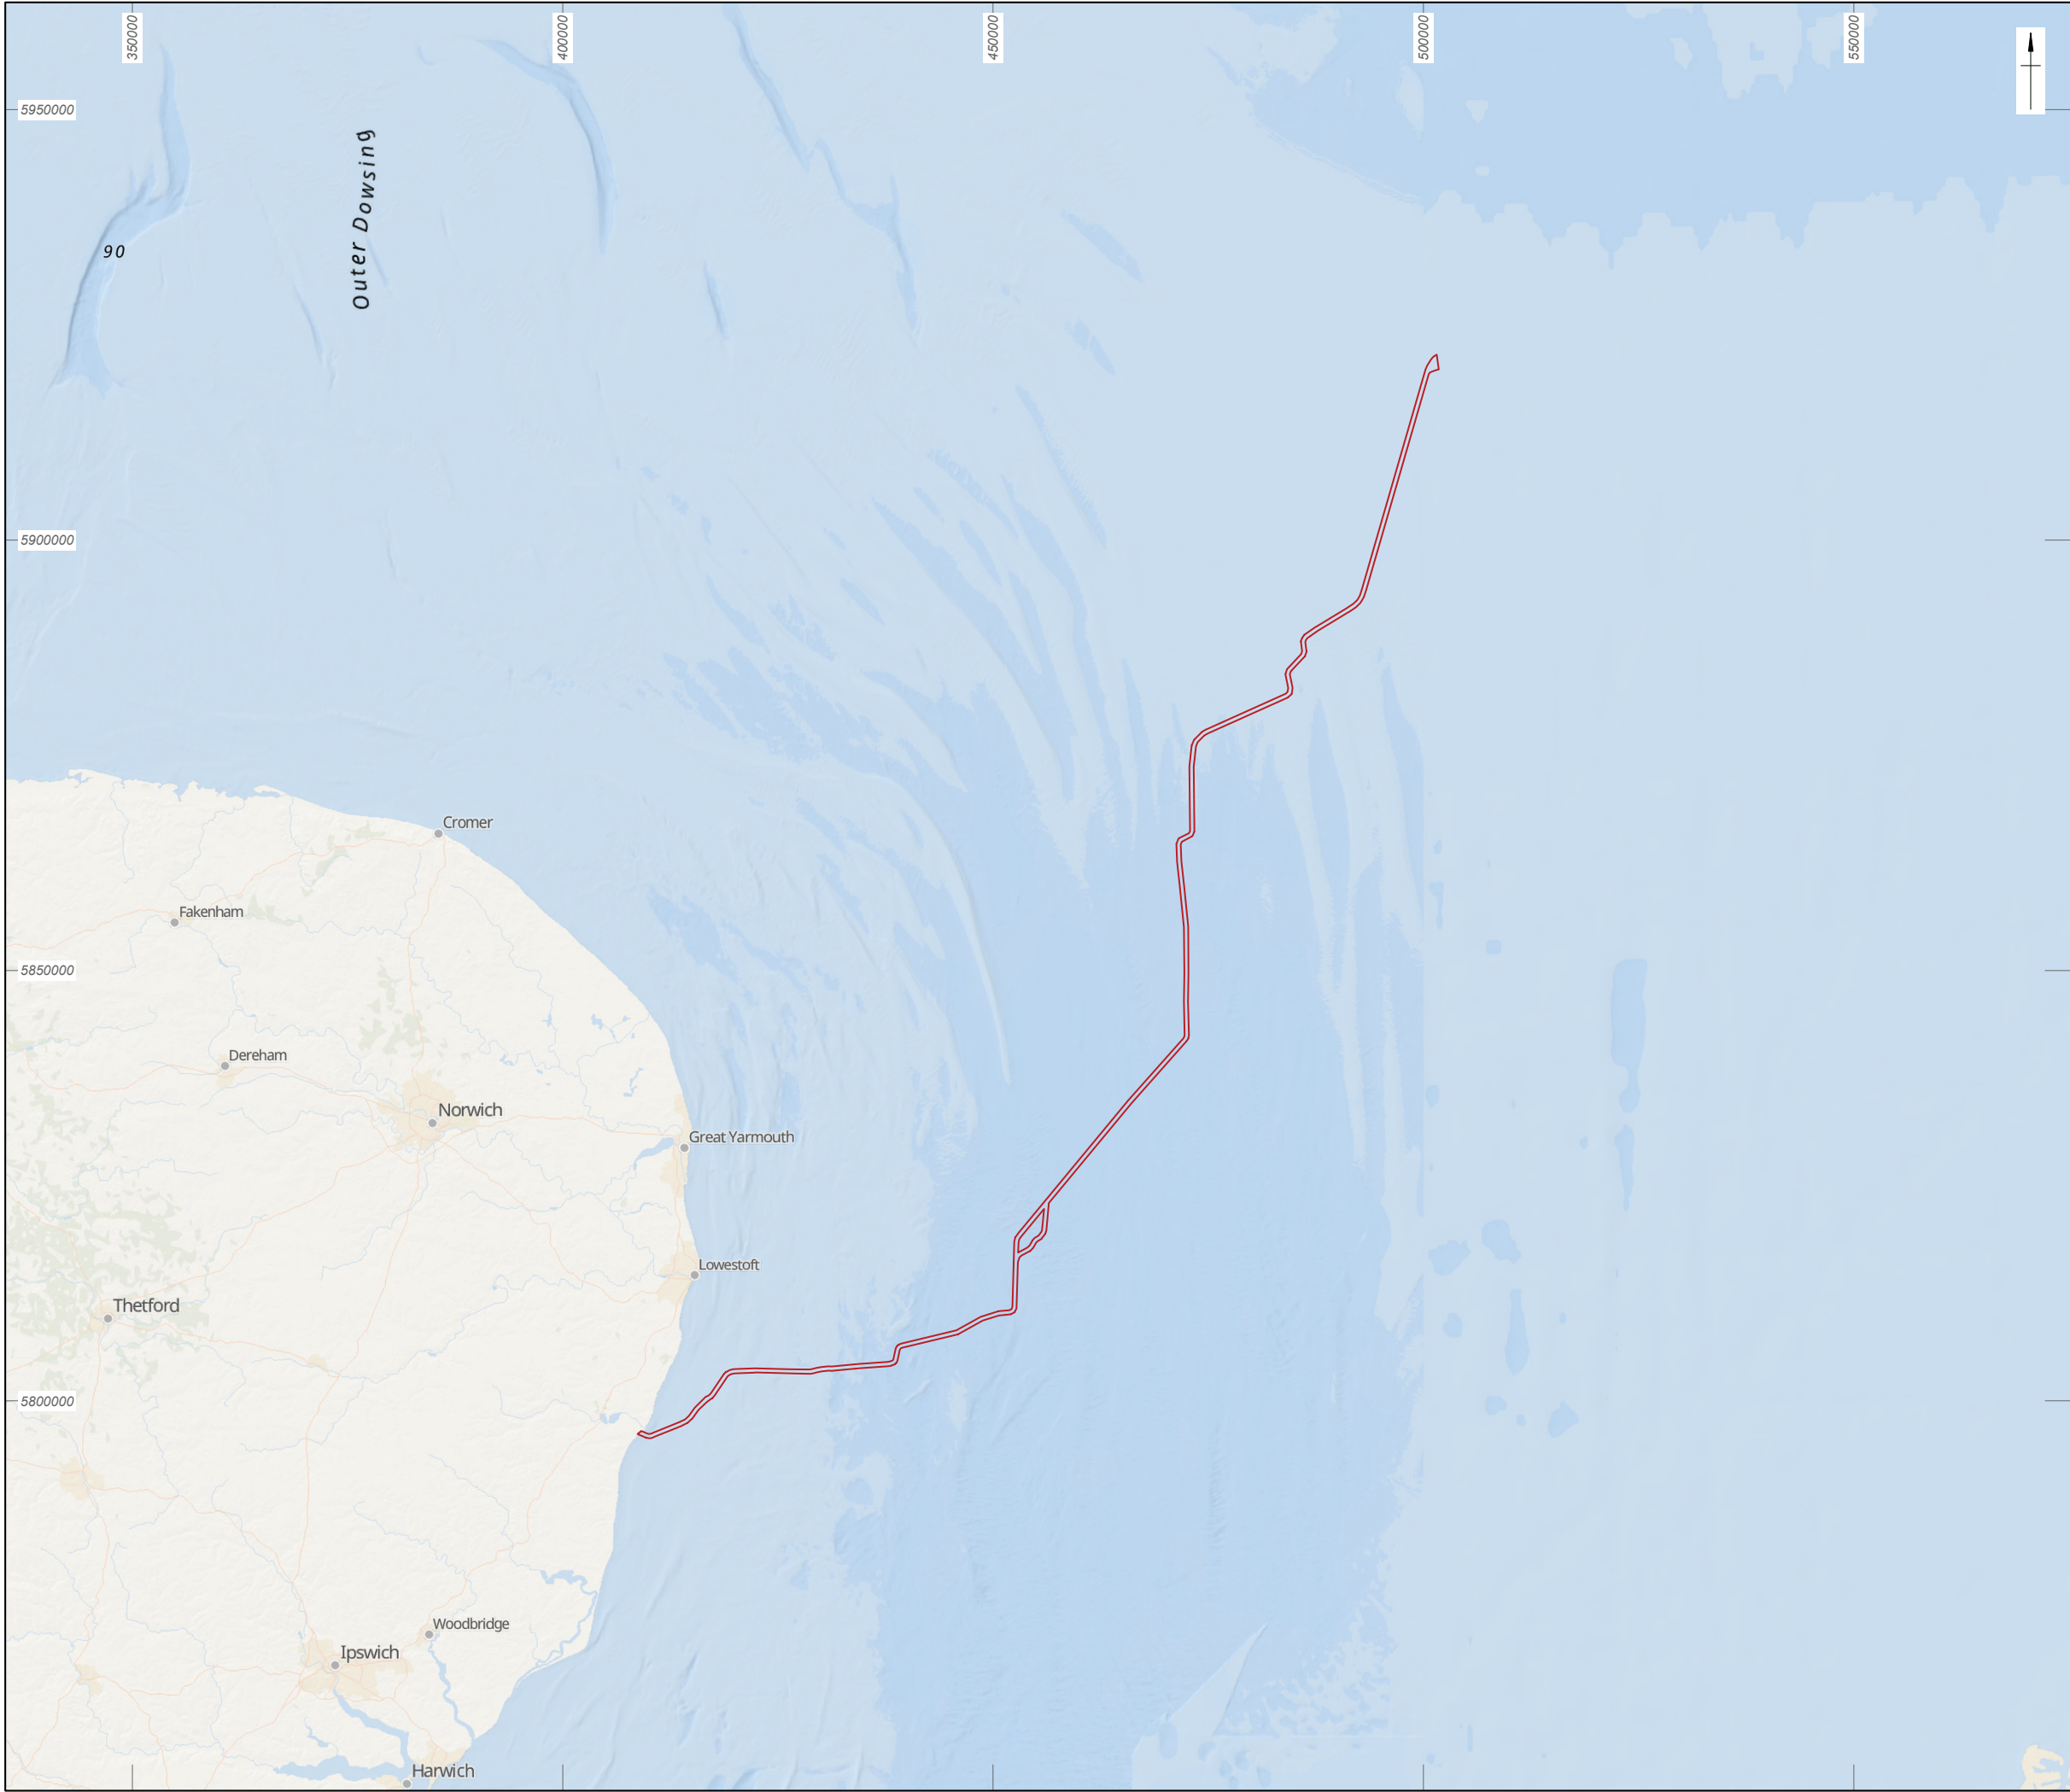 350000
400000
450000
500000
550000
5950000
Outer Dowsing
90
5900000
Cromer
Fakenham
5850000
Dereham
Norwich
Great Yarmouth
Lowestoft
Thetford
5800000
Woodbridge
Ipswich
Harwich